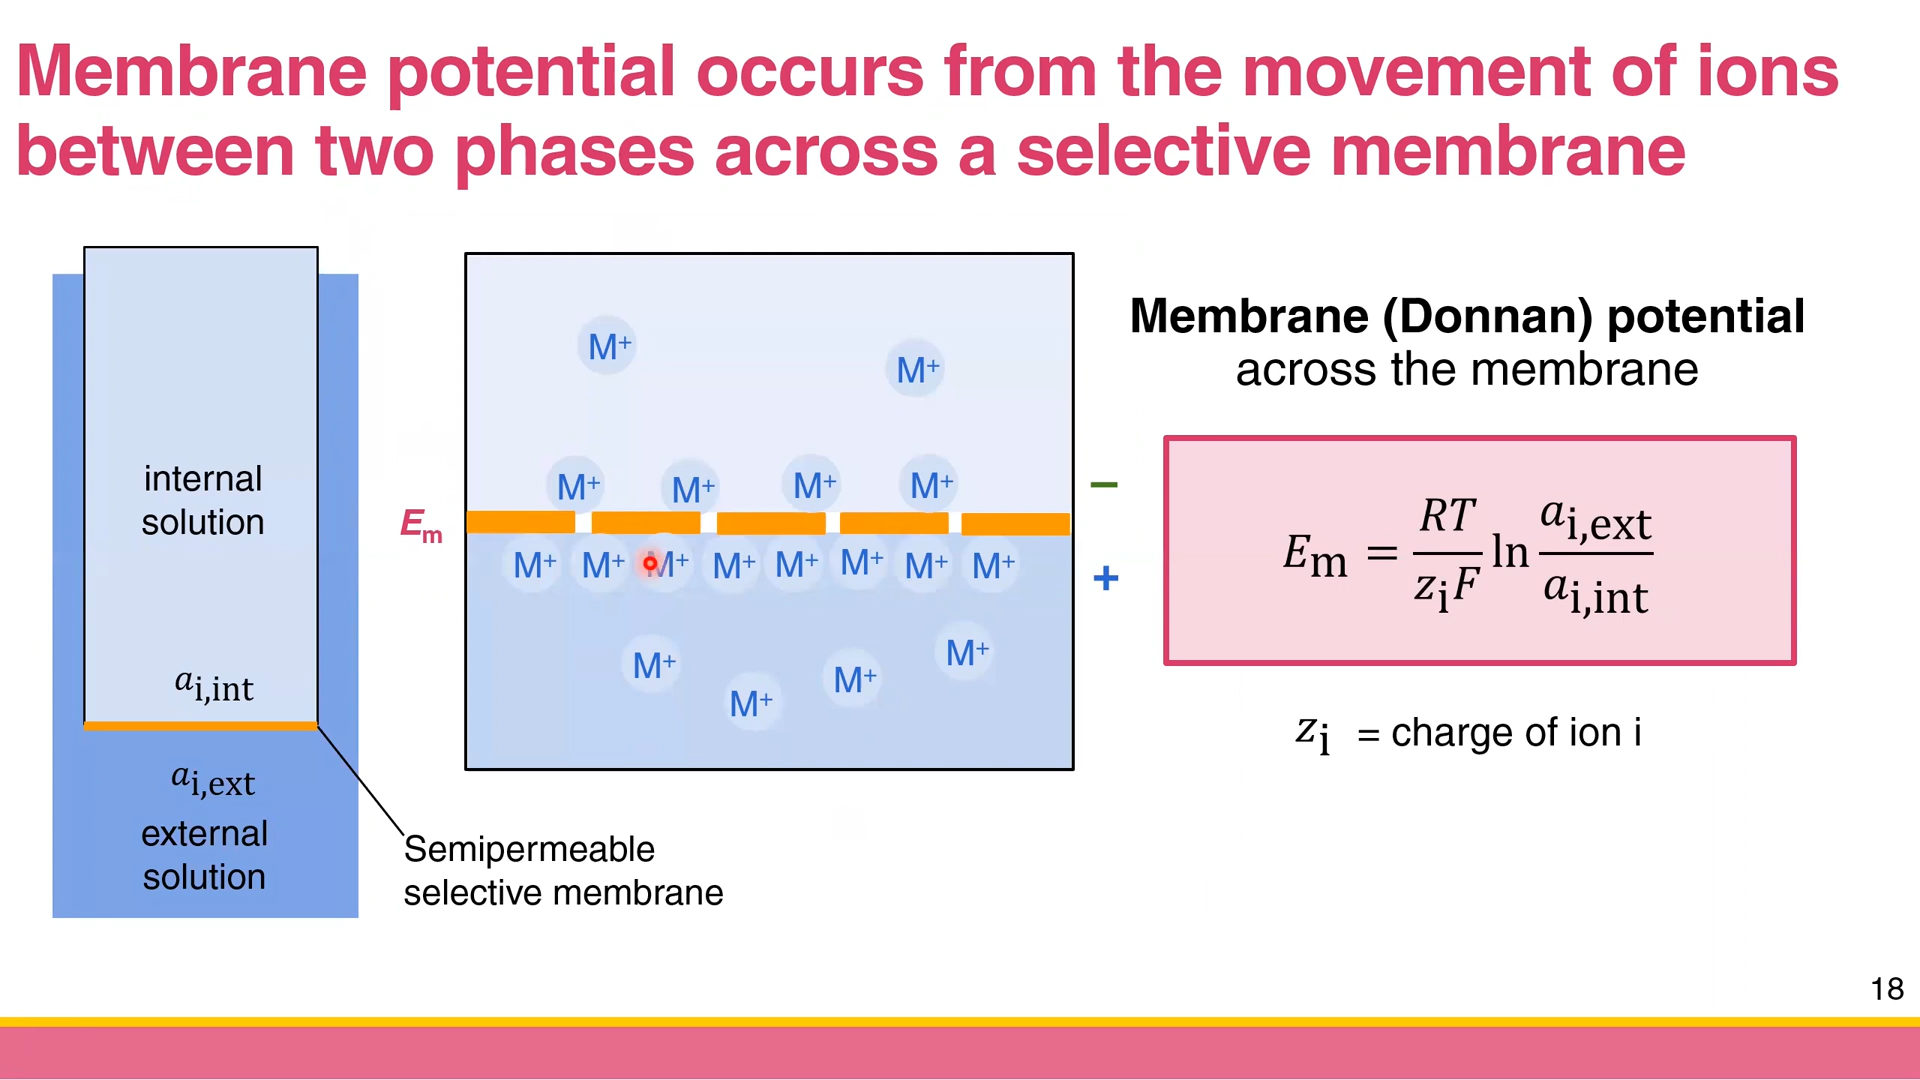 Membrane potential occurs from the movement of ions
between two phases across a selective membrane
internal
solution
a_i,int
a_i,ext
external
solution
Semipermeable
selective membrane
E_m
M⁺
M⁺
M⁺ M⁺ M⁺ M⁺
M⁺ M⁺ M⁺ M⁺ M⁺ M⁺ M⁺ M⁺
M⁺ M⁺ M⁺ M⁺
−
+
Membrane (Donnan) potential
across the membrane
E_m = RT/z_iF ln a_i,ext/a_i,int
z_i = charge of ion i
18